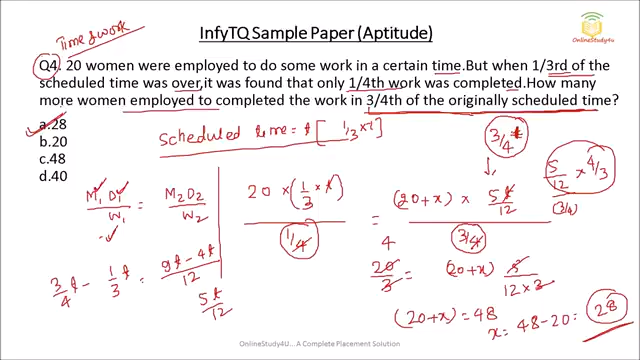 OnlineStudy4U
InfyTQ Sample Paper (Aptitude)
Time & work
Q4. 20 women were employed to do some work in a certain time.But when 1/3rd of the
scheduled time was over,it was found that only 1/4th work was completed.How many
more women employed to completed the work in 3/4th of the originally scheduled time?
a.28
b.20
c.48
d.40
scheduled time = t [ 1/3 × t ]
3/4 t
5/12 × 4/3
(3/4)
M1 D1 / W1 = M2 D2 / W2
20 × (1/3 × t) / (1/4) = (20+x) × 5t/12 / (3/4)
4
3/4 t - 1/3 t = 9t - 4t / 12
5t/12
20/3 = (20+x) 5 / 12 × 3
(20+x) = 48
x = 48 - 20 = 28
OnlineStudy4U... A Complete Placement Solution